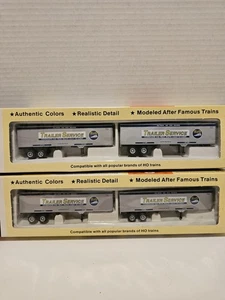 ★Authentic Colors ★Realistic Detail ★Modeled After Famous Trains
TRAILER SERVICE TRAILER SERVICE
Compatible with all popular brands of HO trains
★Authentic Colors ★Realistic Detail ★Modeled After Famous Trains
TRAILER SERVICE TRAILER SERVICE
Compatible with all popular brands of HO trains